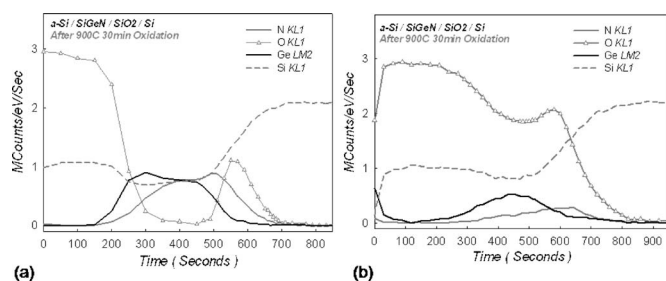 a-Si / SiGeN / SiO2 / Si
After 900C 30min Oxidation
N KL1
O KL1
Ge LM2
Si KL1
MCounts/eV/Sec
3
2
1
0
0 100 200 300 400 500 600 700 800
Time ( Seconds )
(a)
a-Si / SiGeN / SiO2 / Si
After 900C 30min Oxidation
N KL1
O KL1
Ge LM2
Si KL1
MCounts/eV/Sec
3
2
1
0
0 100 200 300 400 500 600 700 800 900
Time ( Seconds )
(b)